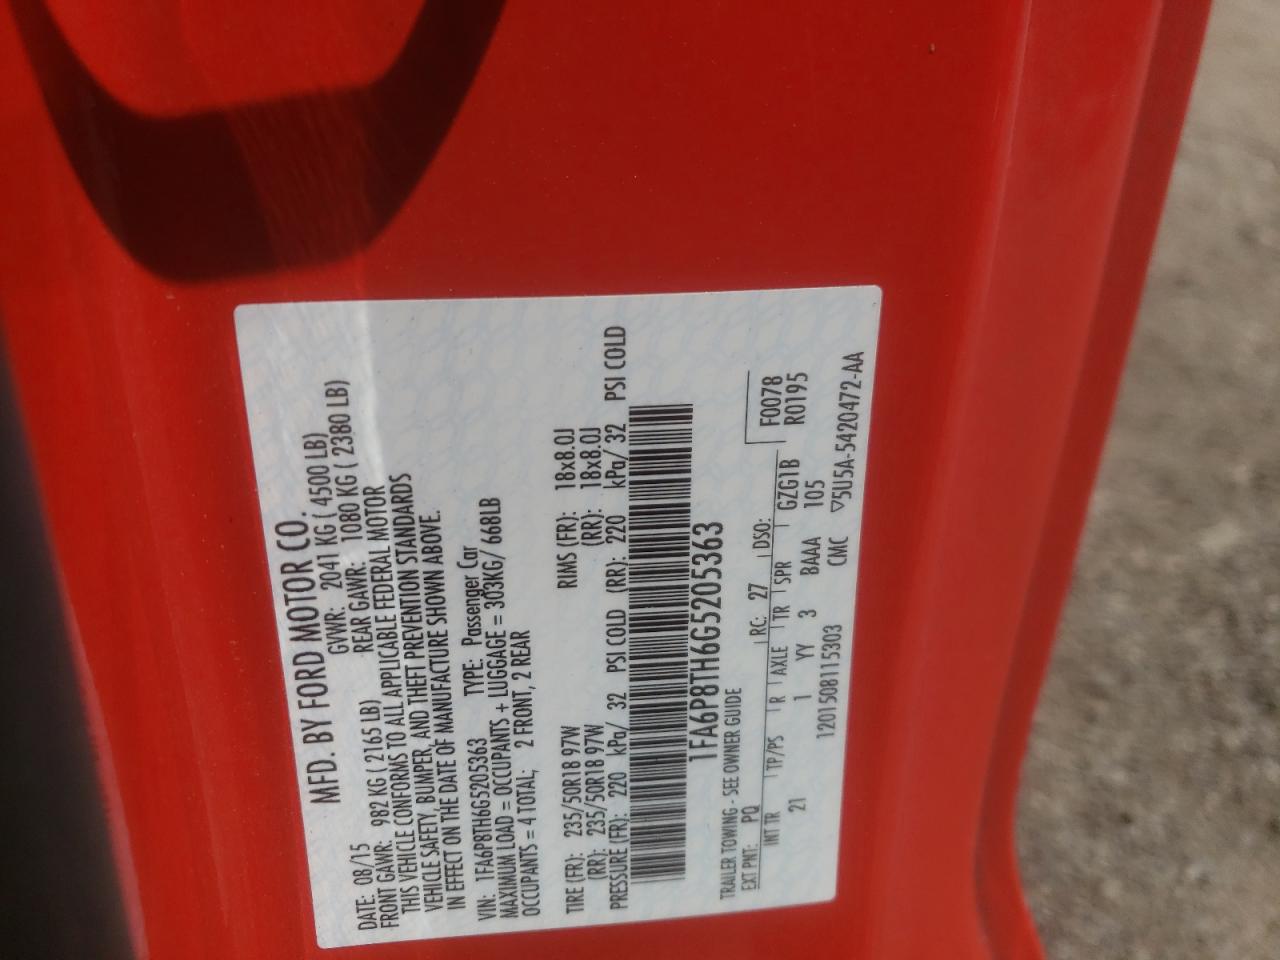 MFD. BY FORD MOTOR CO.
DATE: 08/15 GVWR: 2041 KG ( 4500 LB)
FRONT GAWR: 982 KG ( 2165 LB) REAR GAWR: 1080 KG ( 2380 LB)
THIS VEHICLE CONFORMS TO ALL APPLICABLE FEDERAL MOTOR
VEHICLE SAFETY, BUMPER, AND THEFT PREVENTION STANDARDS
IN EFFECT ON THE DATE OF MANUFACTURE SHOWN ABOVE.
VIN: 1FA6P8TH6G5205363 TYPE: Passenger Car
MAXIMUM LOAD = OCCUPANTS + LUGGAGE = 303KG/ 668LB
OCCUPANTS = 4 TOTAL; 2 FRONT, 2 REAR
TIRE (FR): 235/50R18 97W RIMS (FR): 18x8.0J
(RR): 235/50R18 97W (RR): 18x8.0J
PRESSURE (FR): 220 kPa/ 32 PSI COLD (RR): 220 kPa/ 32 PSI COLD
1FA6P8TH6G5205363
TRAILER TOWING - SEE OWNER GUIDE
EXT PNT: PQ RC: 27 DSO: F0078
INT TR TP/PS R AXLE TR SPR GZG1B R0195
21 1 YY 3 BAAA 105
1201508115303 CMC ▽5U5A-5420472-AA